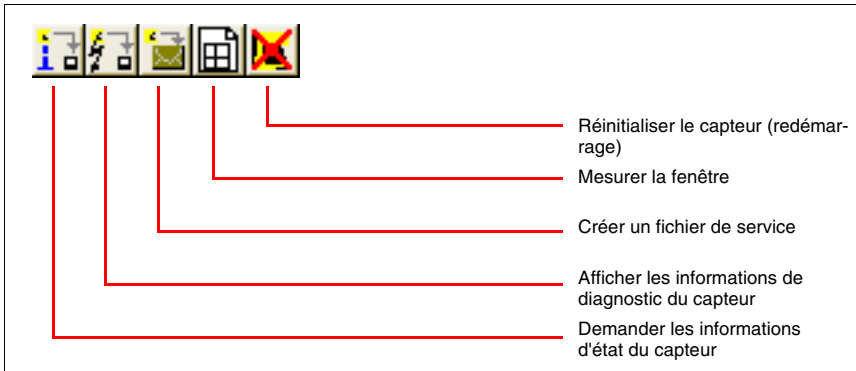 Réinitialiser le capteur (redémar-
rage)
Mesurer la fenêtre
Créer un fichier de service
Afficher les informations de
diagnostic du capteur
Demander les informations
d'état du capteur